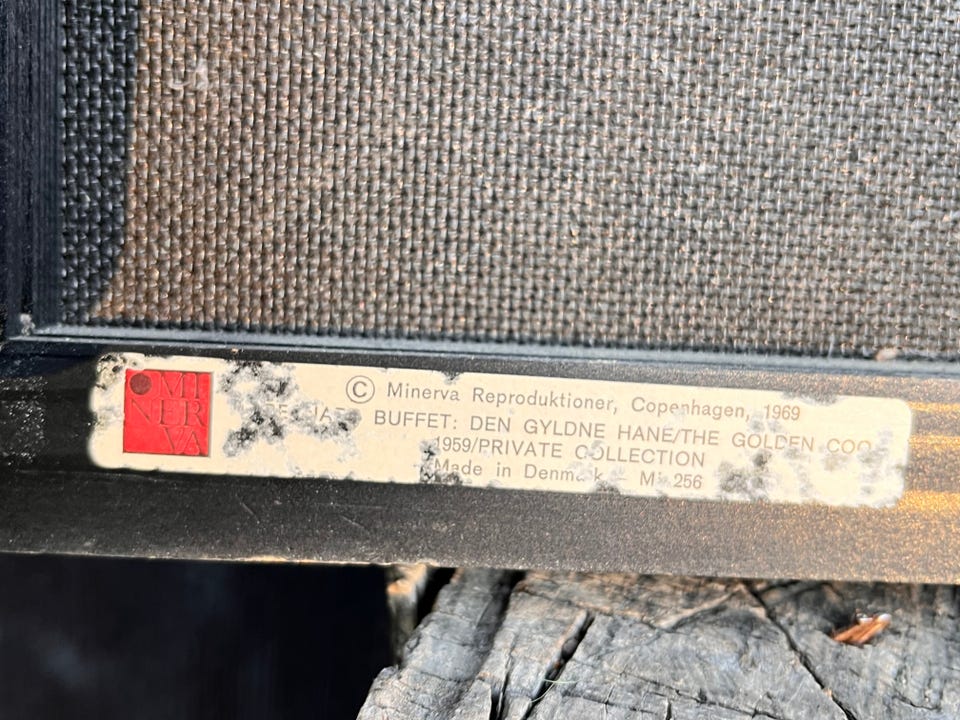 MI
NER
VA
© Minerva Reproduktioner, Copenhagen, 1969
BUFFET: DEN GYLDNE HANE/THE GOLDEN
1959/PRIVATE COLLECTION
Made in Denmark – Mi 256